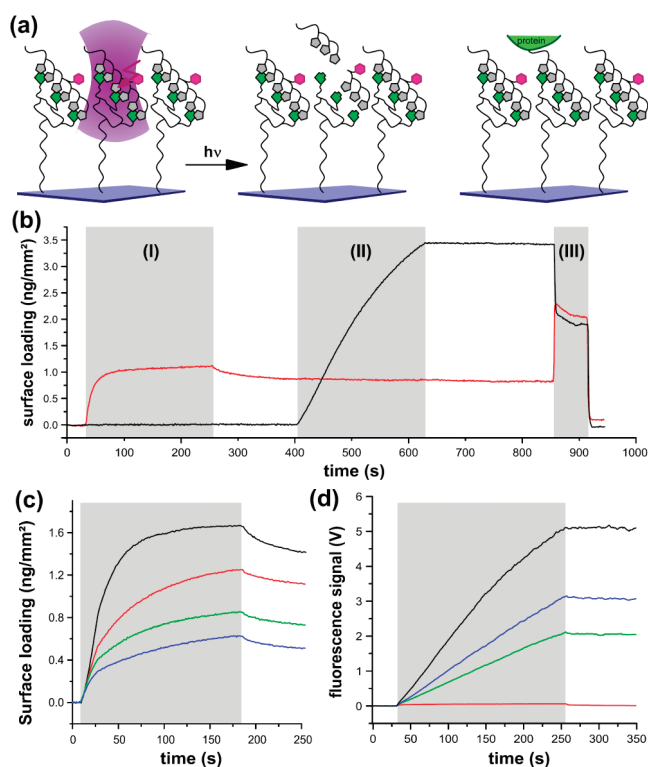 (a)
protein
hν
(b)
(I)
(II)
(III)
surface loading (ng/mm²)
3.5
3.0
2.5
2.0
1.5
1.0
0.5
0.0
0 100 200 300 400 500 600 700 800 900 1000
time (s)
(c)
Surface loading (ng/mm²)
1.6
1.2
0.8
0.4
0.0
0 50 100 150 200 250
time (s)
(d)
fluorescence signal (V)
6
5
4
3
2
1
0
0 50 100 150 200 250 300 350
time (s)